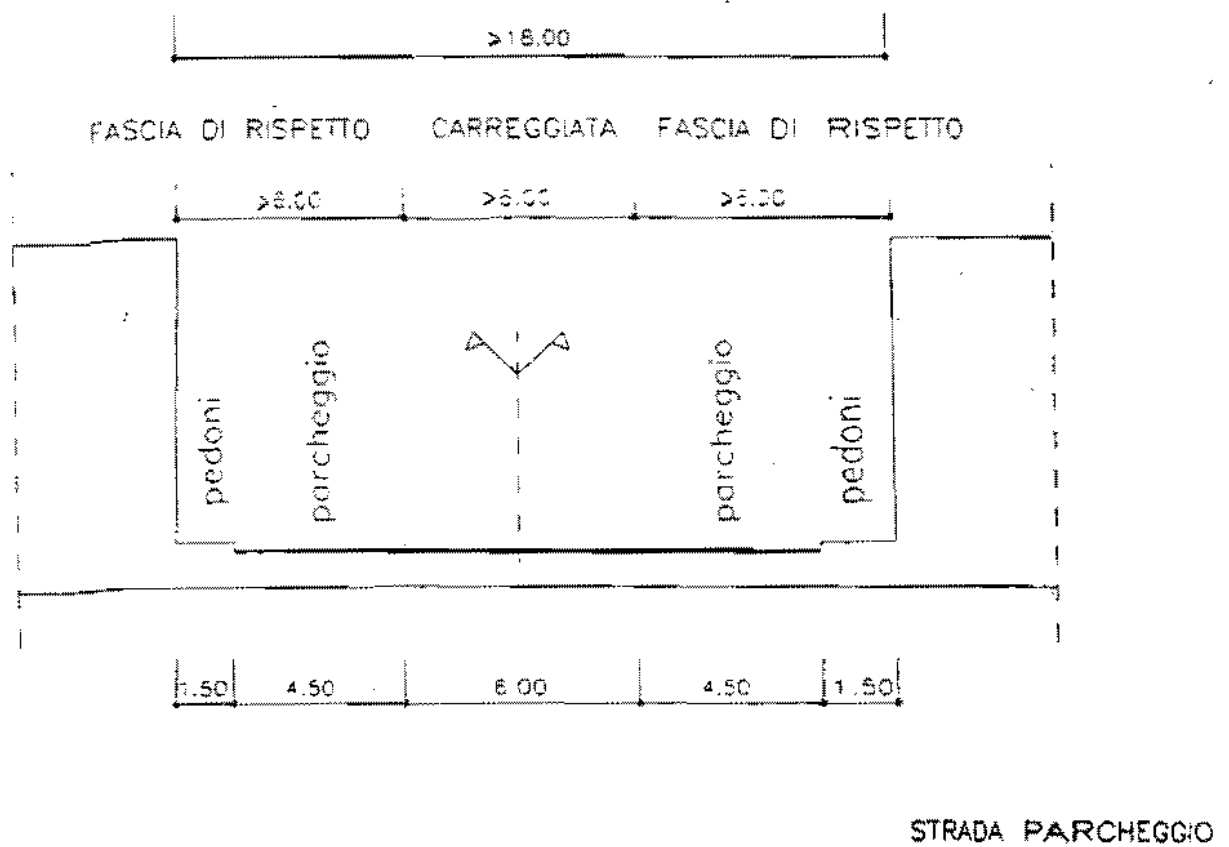 >18.00
FASCIA DI RISPETTO CARREGGIATA FASCIA DI RISPETTO
>6.00 >6.00 >6.00
pedoni parcheggio parcheggio pedoni
1.50 4.50 6.00 4.50 1.50
STRADA PARCHEGGIO